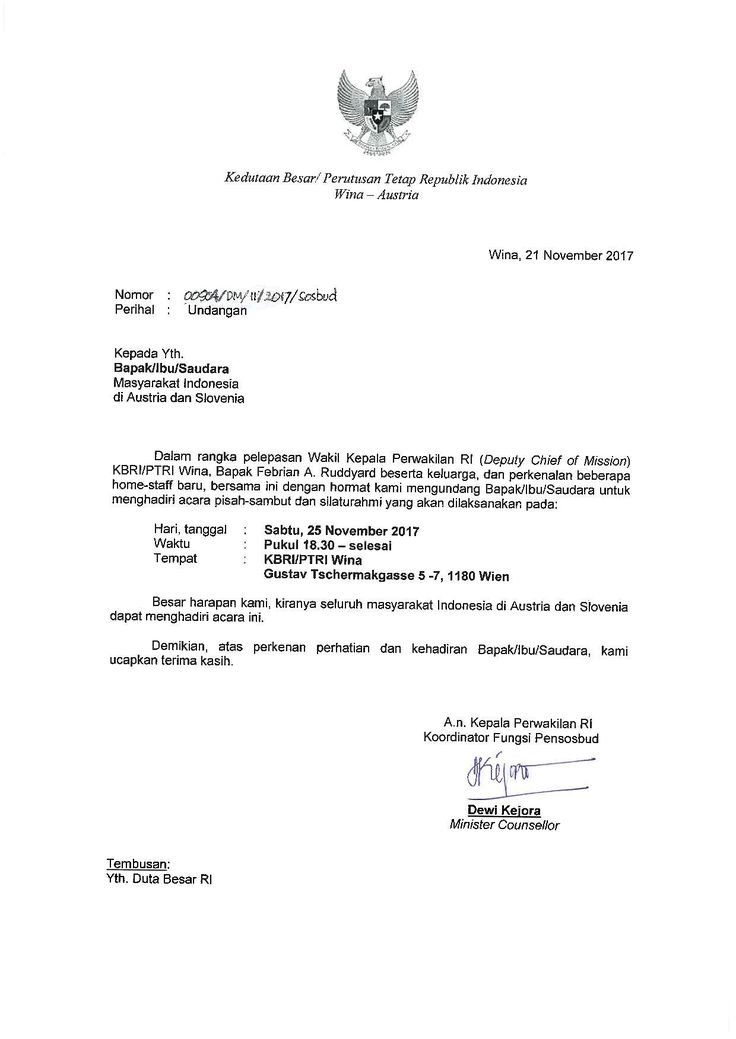 Kedutaan Besar/ Perutusan Tetap Republik Indonesia
Wina – Austria
Wina, 21 November 2017
Nomor : /DM/11/2017/Sosbud
Perihal : Undangan
Kepada Yth.
Bapak/Ibu/Saudara
Masyarakat Indonesia
di Austria dan Slovenia
Dalam rangka pelepasan Wakil Kepala Perwakilan RI (Deputy Chief of Mission)
KBRI/PTRI Wina, Bapak Febrian A. Ruddyard beserta keluarga, dan perkenalan beberapa
home-staff baru, bersama ini dengan hormat kami mengundang Bapak/Ibu/Saudara untuk
menghadiri acara pisah-sambut dan silaturahmi yang akan dilaksanakan pada:
Hari, tanggal : Sabtu, 25 November 2017
Waktu : Pukul 18.30 – selesai
Tempat : KBRI/PTRI Wina
Gustav Tschermakgasse 5 -7, 1180 Wien
Besar harapan kami, kiranya seluruh masyarakat Indonesia di Austria dan Slovenia
dapat menghadiri acara ini.
Demikian, atas perkenan perhatian dan kehadiran Bapak/Ibu/Saudara, kami
ucapkan terima kasih.
A.n. Kepala Perwakilan RI
Koordinator Fungsi Pensosbud
Dewi Kejora
Minister Counsellor
Tembusan:
Yth. Duta Besar RI